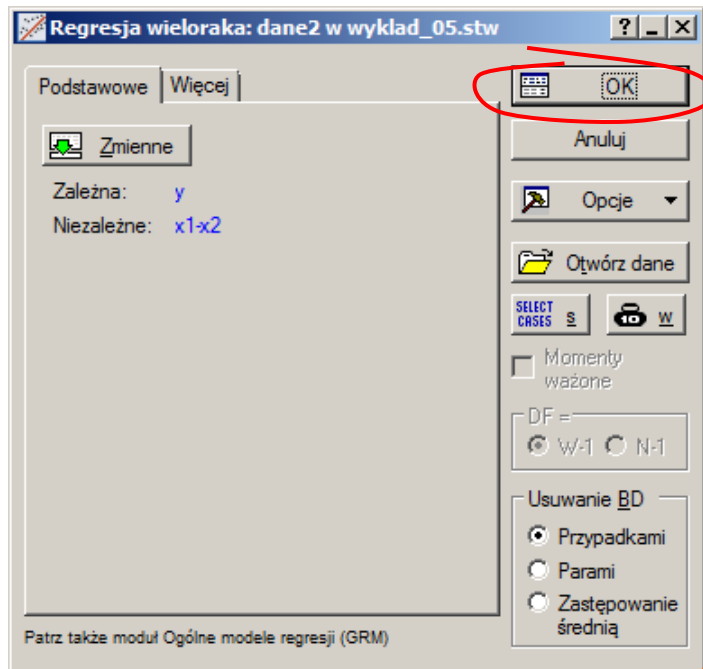 Regresja wieloraka: dane2 w wyklad_05.stw
? _ X
Podstawowe Więcej
OK
Zmienne
Anuluj
Zależna: y
Niezależne: x1-x2
Opcje
Otwórz dane
SELECT CASES S
10 w
Momenty
ważone
DF =
W-1 N-1
Usuwanie BD
Przypadkami
Parami
Zastępowanie
średnią
Patrz także moduł Ogólne modele regresji (GRM)